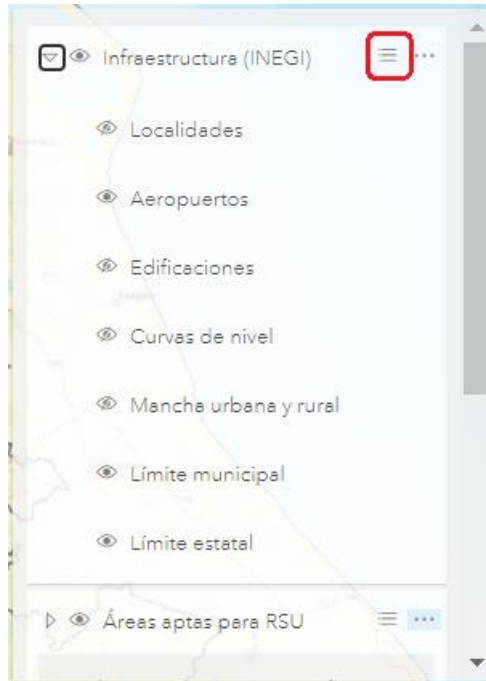 Infraestructura (INEGI)
Localidades
Aeropuertos
Edificaciones
Curvas de nivel
Mancha urbana y rural
Límite municipal
Límite estatal
Áreas aptas para RSU